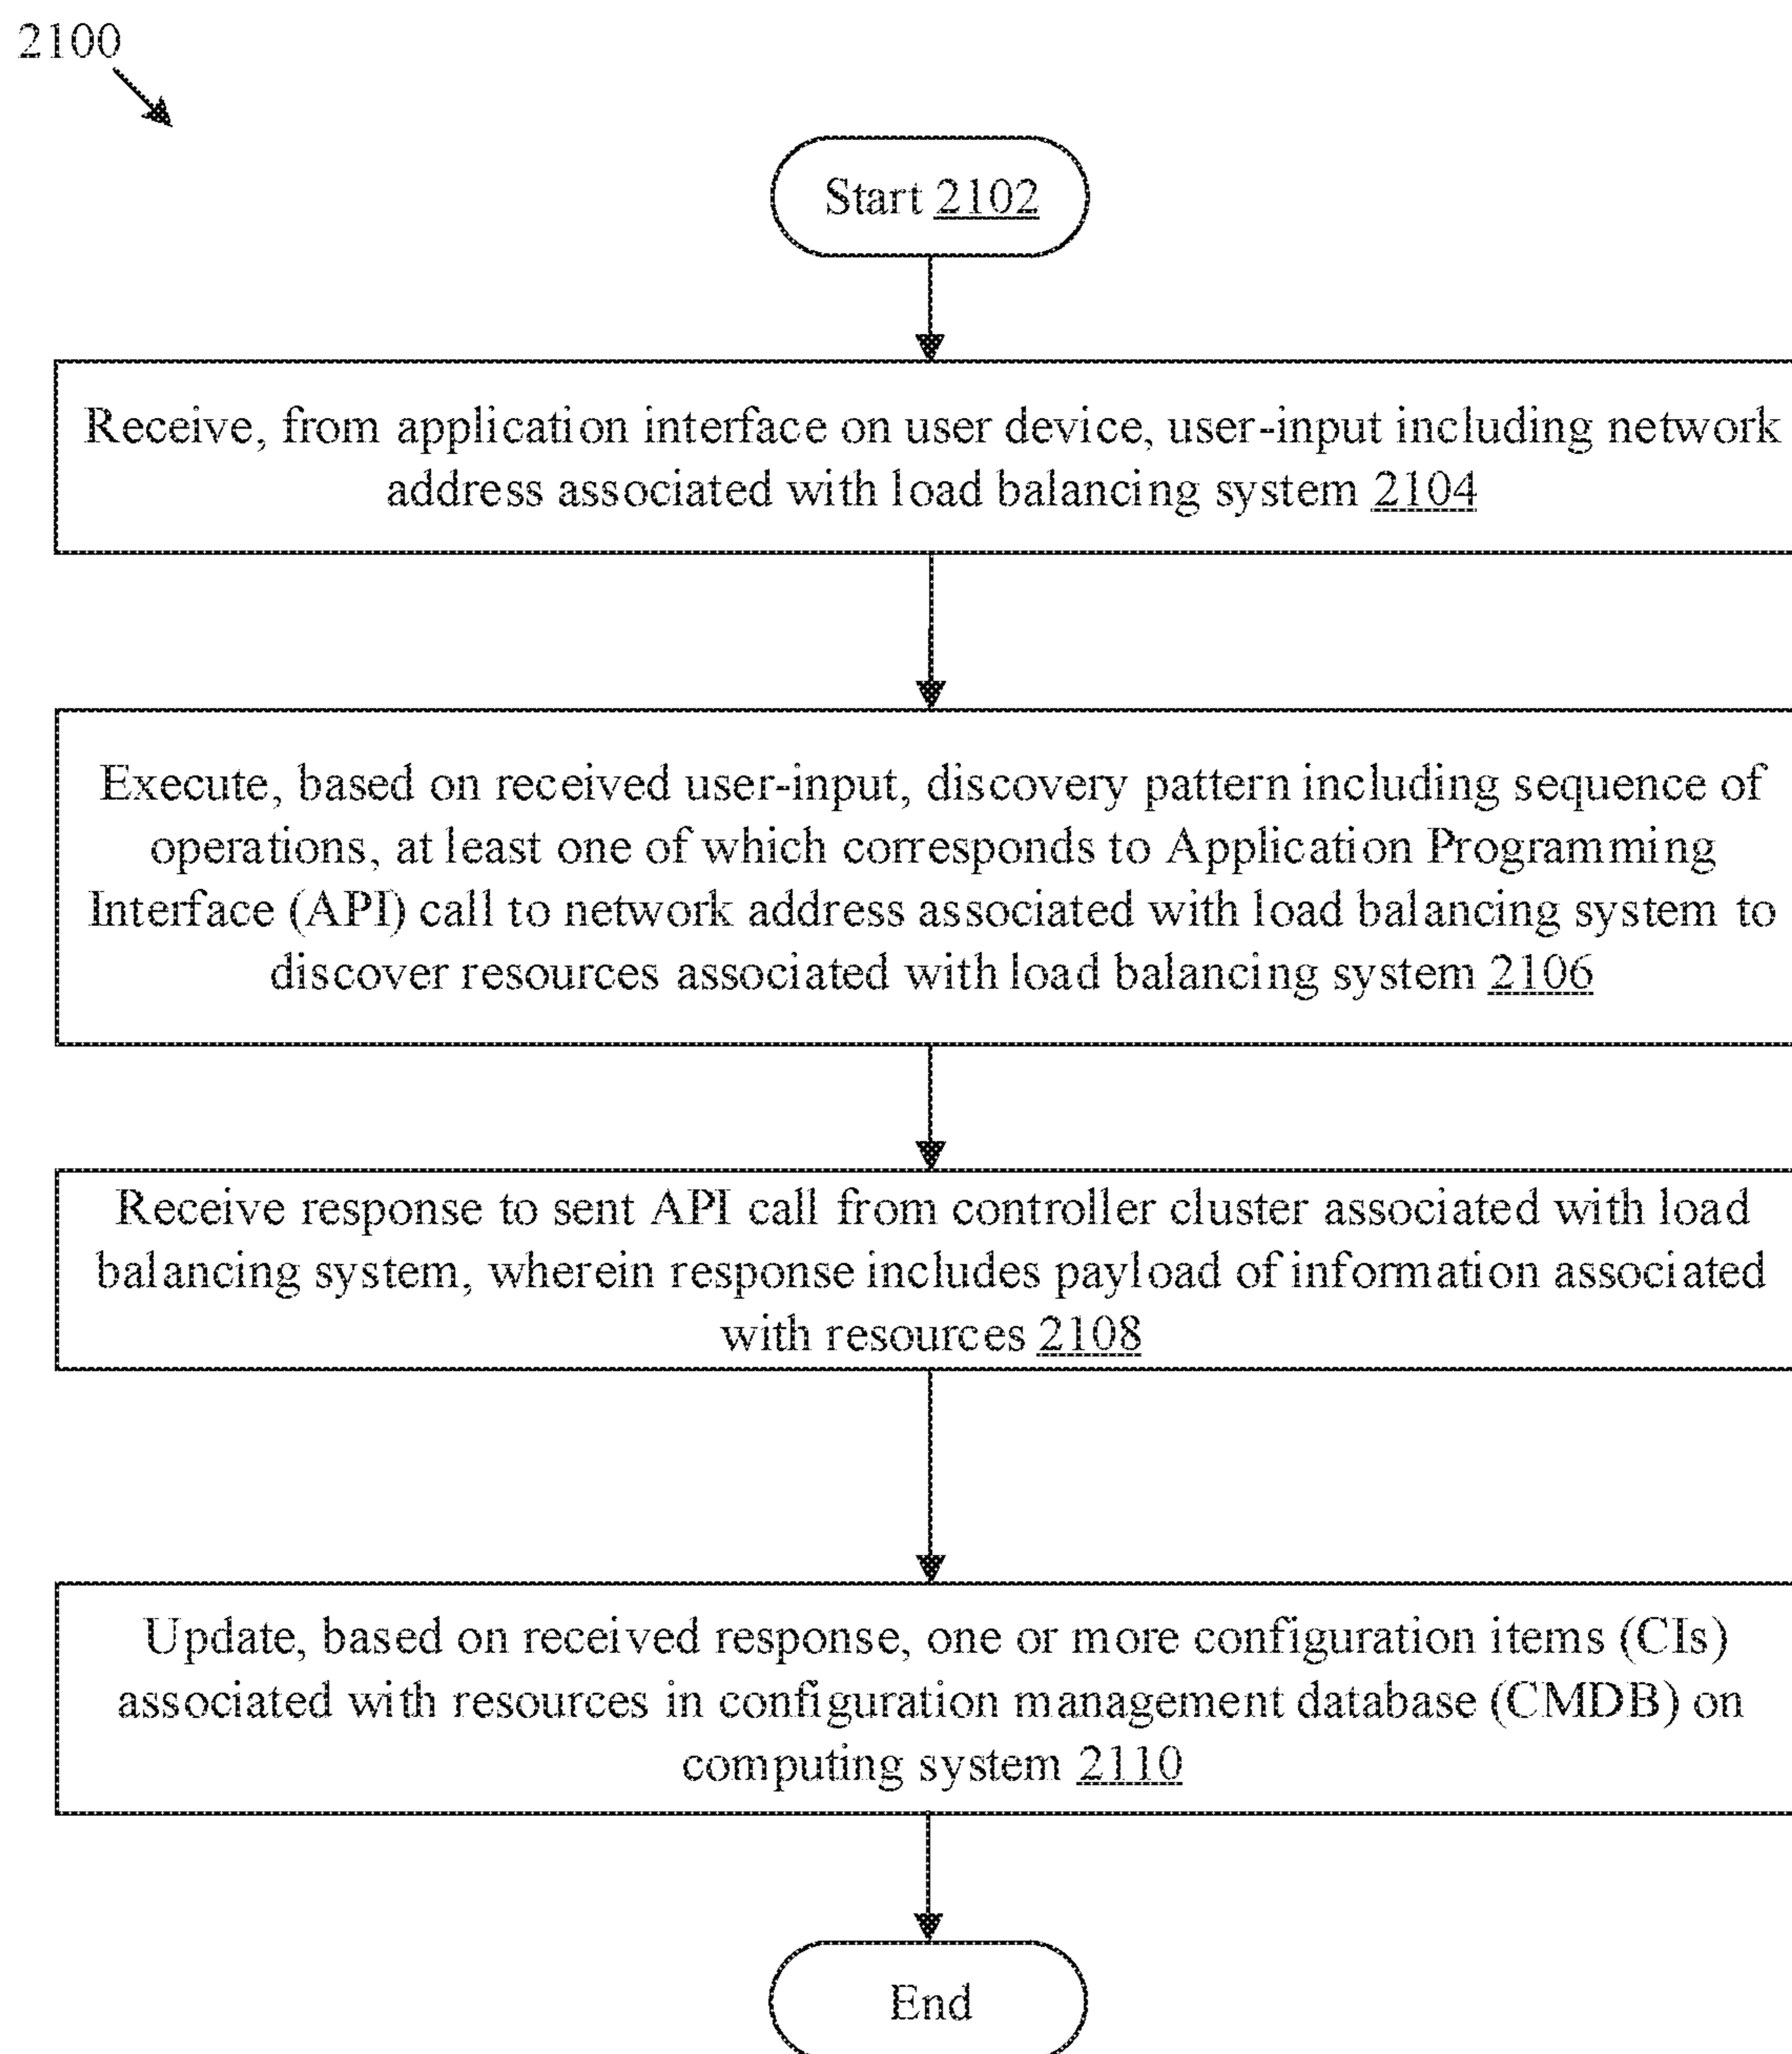 2100
Start 2102
Receive, from application interface on user device, user-input including network
address associated with load balancing system 2104
Execute, based on received user-input, discovery pattern including sequence of
operations, at least one of which corresponds to Application Programming
Interface (API) call to network address associated with load balancing system to
discover resources associated with load balancing system 2106
Receive response to sent API call from controller cluster associated with load
balancing system, wherein response includes payload of information associated
with resources 2108
Update, based on received response, one or more configuration items (CIs)
associated with resources in configuration management database (CMDB) on
computing system 2110
End